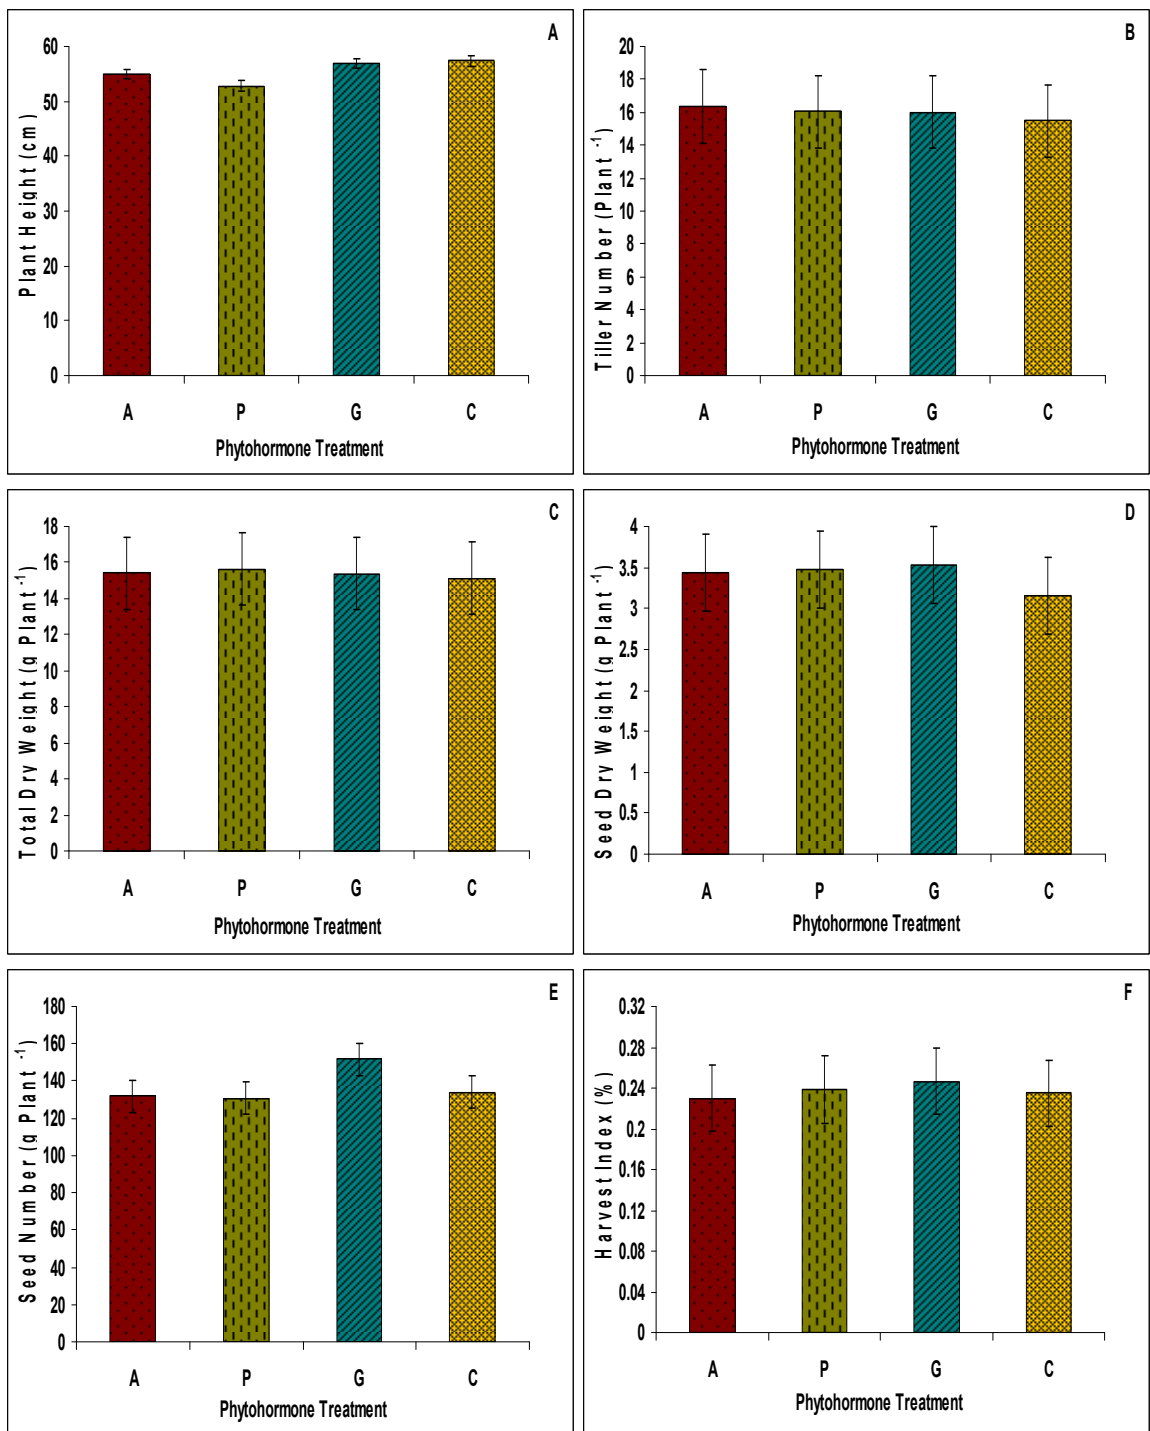 A
60
50
40
30
20
10
0
Plant Height (cm)
A P G C
Phytohormone Treatment
B
20
18
16
14
12
10
8
6
4
2
0
Tiller Number (Plant -1)
A P G C
Phytohormone Treatment
C
18
16
14
12
10
8
6
4
2
0
Total Dry Weight (g Plant -1)
A P G C
Phytohormone Treatment
D
4
3.5
3
2.5
2
1.5
1
0.5
0
Seed Dry Weight (g Plant -1)
A P G C
Phytohormone Treatment
E
180
160
140
120
100
80
60
40
20
0
Seed Number (g Plant -1)
A P G C
Phytohormone Treatment
F
0.32
0.28
0.24
0.2
0.16
0.12
0.08
0.04
0
Harvest Index (%)
A P G C
Phytohormone Treatment